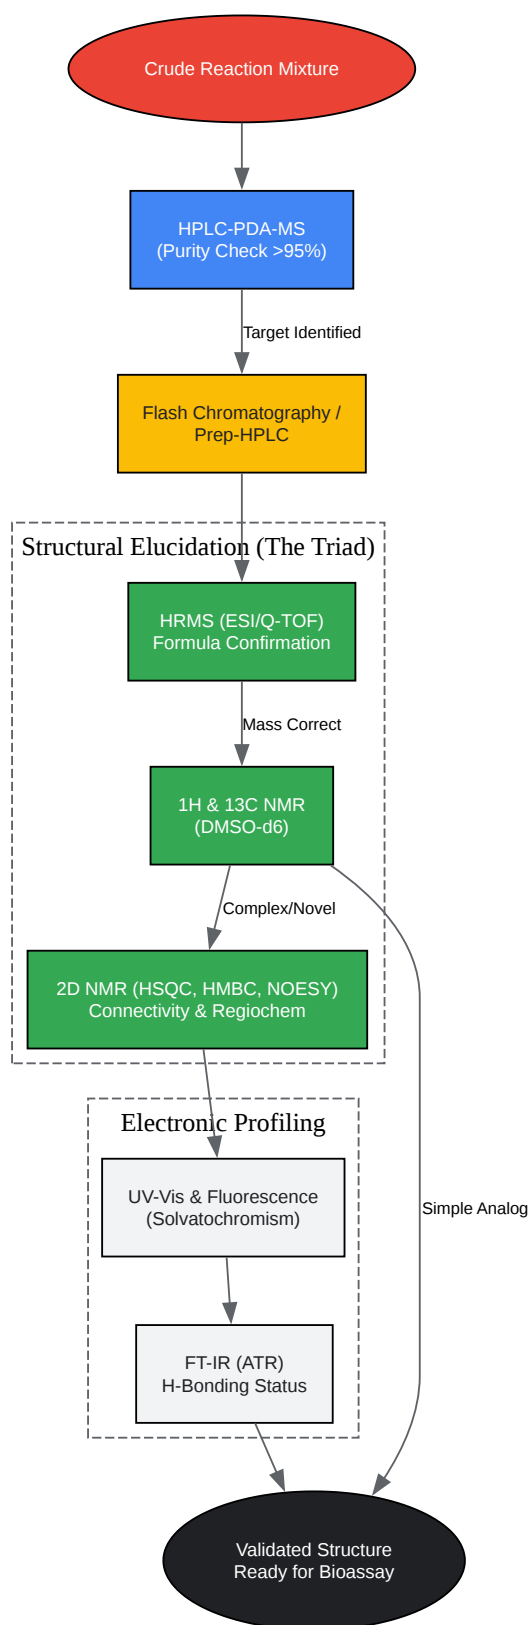 Crude Reaction Mixture
HPLC-PDA-MS
(Purity Check >95%)
Target Identified
Flash Chromatography /
Prep-HPLC
Structural Elucidation (The Triad)
HRMS (ESI/Q-TOF)
Formula Confirmation
Mass Correct
1H & 13C NMR
(DMSO-d6)
Complex/Novel
2D NMR (HSQC, HMBC, NOESY)
Connectivity & Regiochem
Electronic Profiling
UV-Vis & Fluorescence
(Solvatochromism)
Simple Analog
FT-IR (ATR)
H-Bonding Status
Validated Structure
Ready for Bioassay